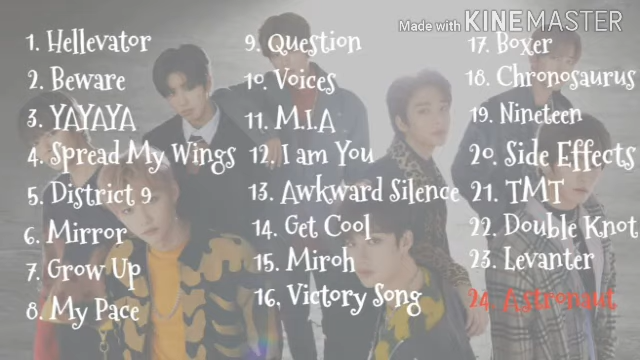 Made with KINEMASTER
1. Hellevator
2. Beware
3. YAYAYA
4. Spread My Wings
5. District 9
6. Mirror
7. Grow Up
8. My Pace
9. Question
10. Voices
11. M.I.A
12. I am You
13. Awkward Silence
14. Get Cool
15. Miroh
16, Victory Song
17. Boxer
18. Chronosaurus
19. Nineteen
20. Side Effects
21. TMT
22. Double Knot
23. Levanter
24. Astronaut